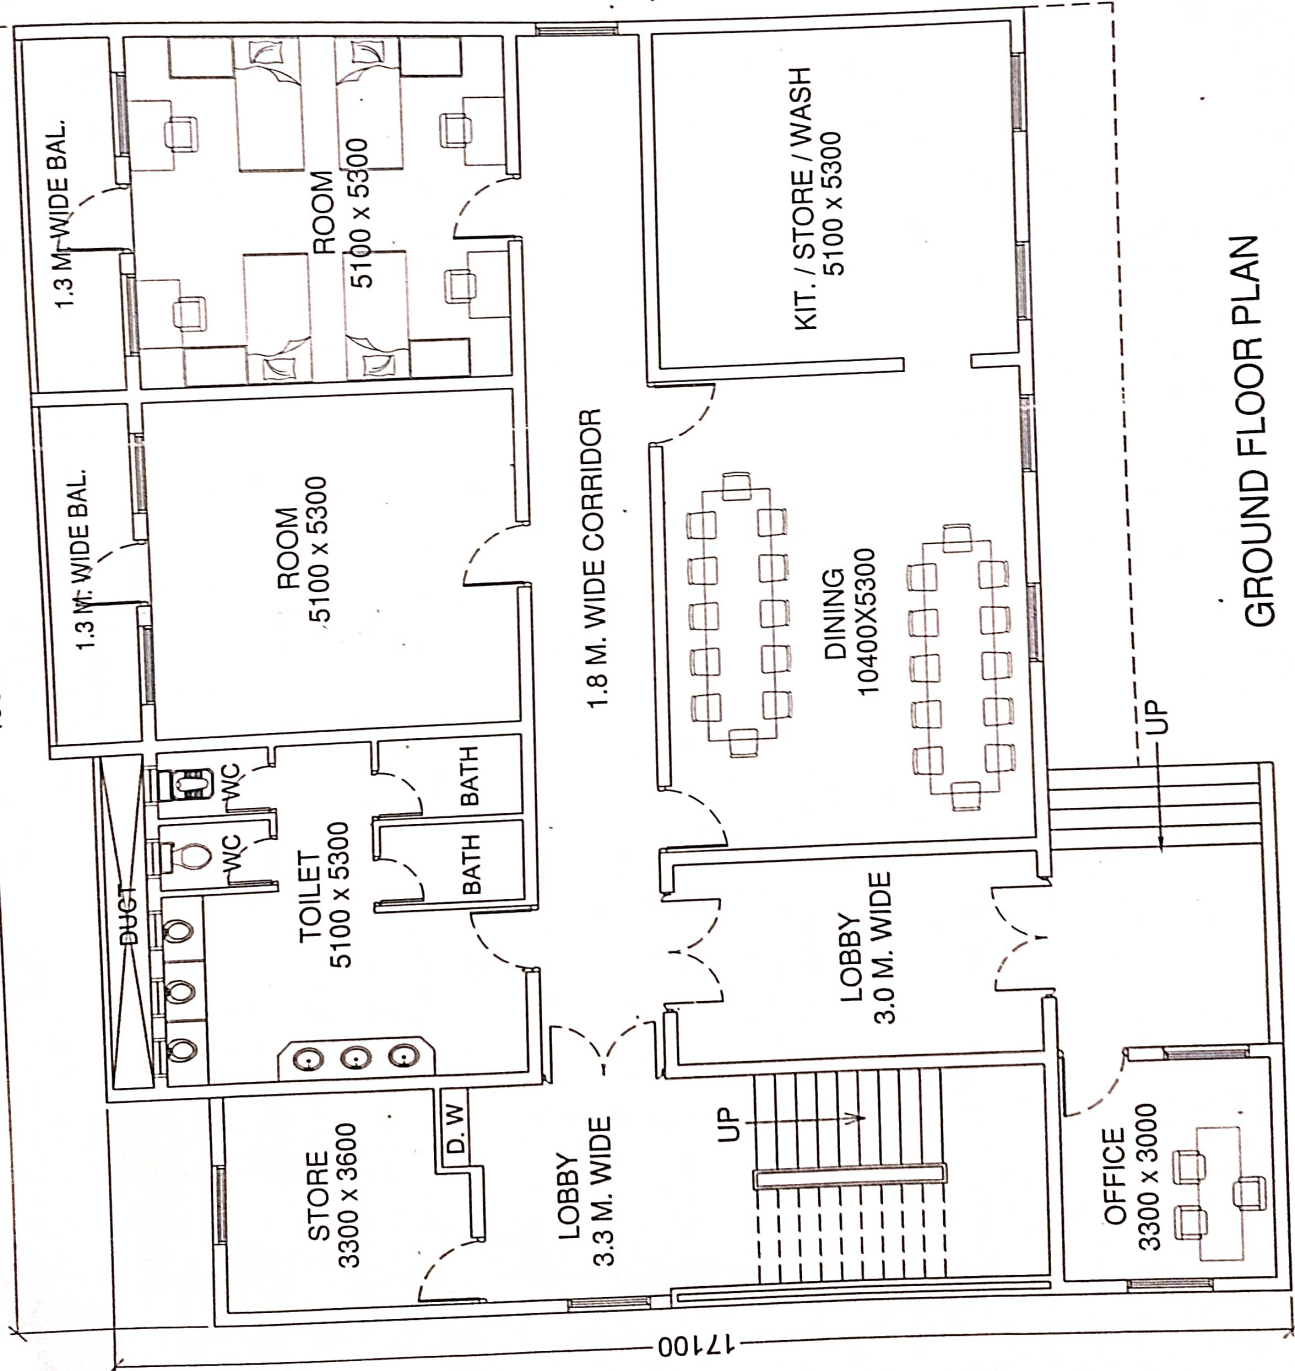 1.3 M. WIDE BAL.
ROOM
5100 x 5300
KIT. / STORE / WASH
5100 x 5300
1.3 M. WIDE BAL.
ROOM
5100 x 5300
1.8 M. WIDE CORRIDOR
DINING
10400X5300
GROUND FLOOR PLAN
UP
DUCT
WC
WC
BATH
BATH
TOILET
5100 x 5300
LOBBY
3.0 M. WIDE
STORE
3300 x 3600
D. W
LOBBY
3.3 M. WIDE
UP
OFFICE
3300 x 3000
17100